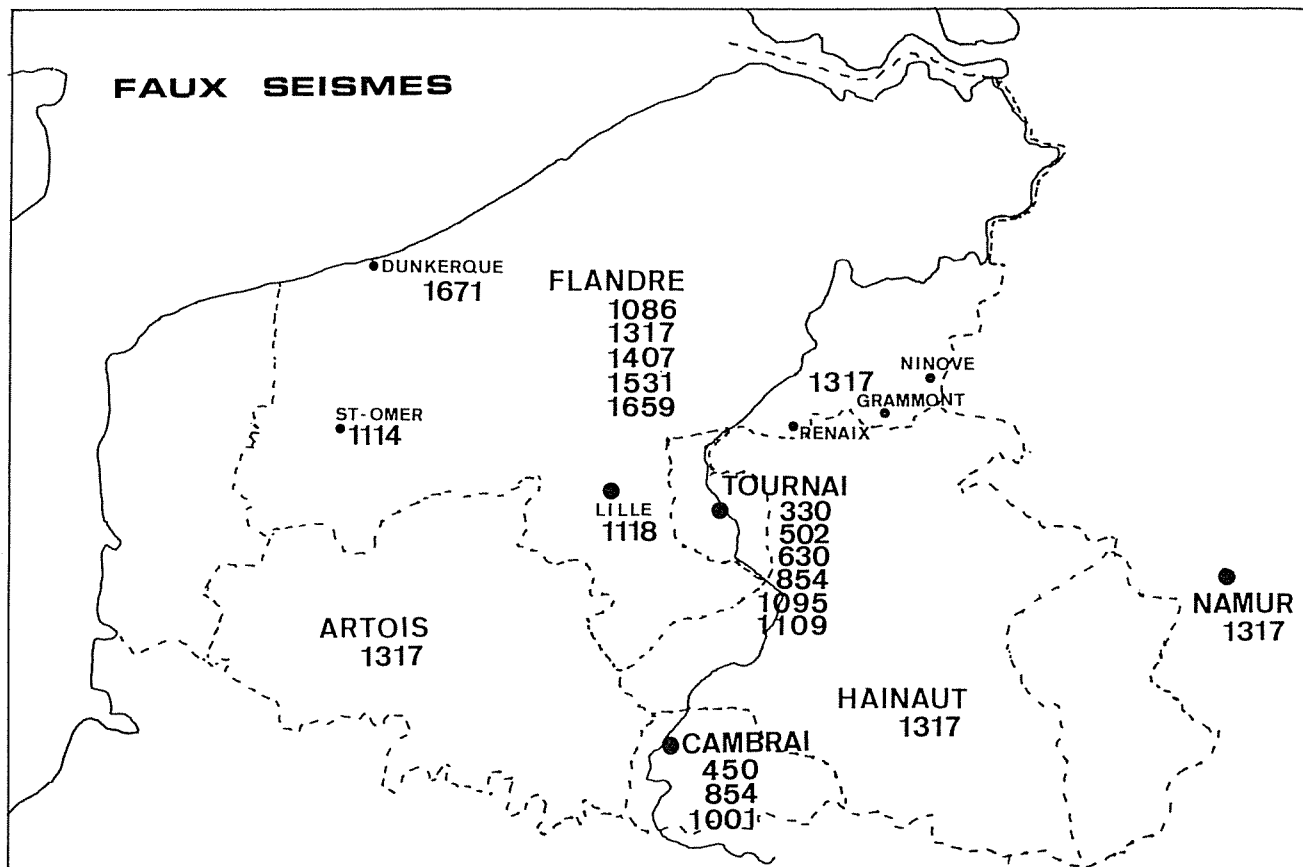 FAUX SEISMES
DUNKERQUE
1671
FLANDRE
1086
1317
1407
1531
1659
NINOVE
1317
GRAMMONT
RENAIX
ST-OMER
1114
LILLE
1118
TOURNAI
330
502
630
854
1095
1109
NAMUR
1317
ARTOIS
1317
HAINAUT
1317
CAMBRAI
450
854
1001